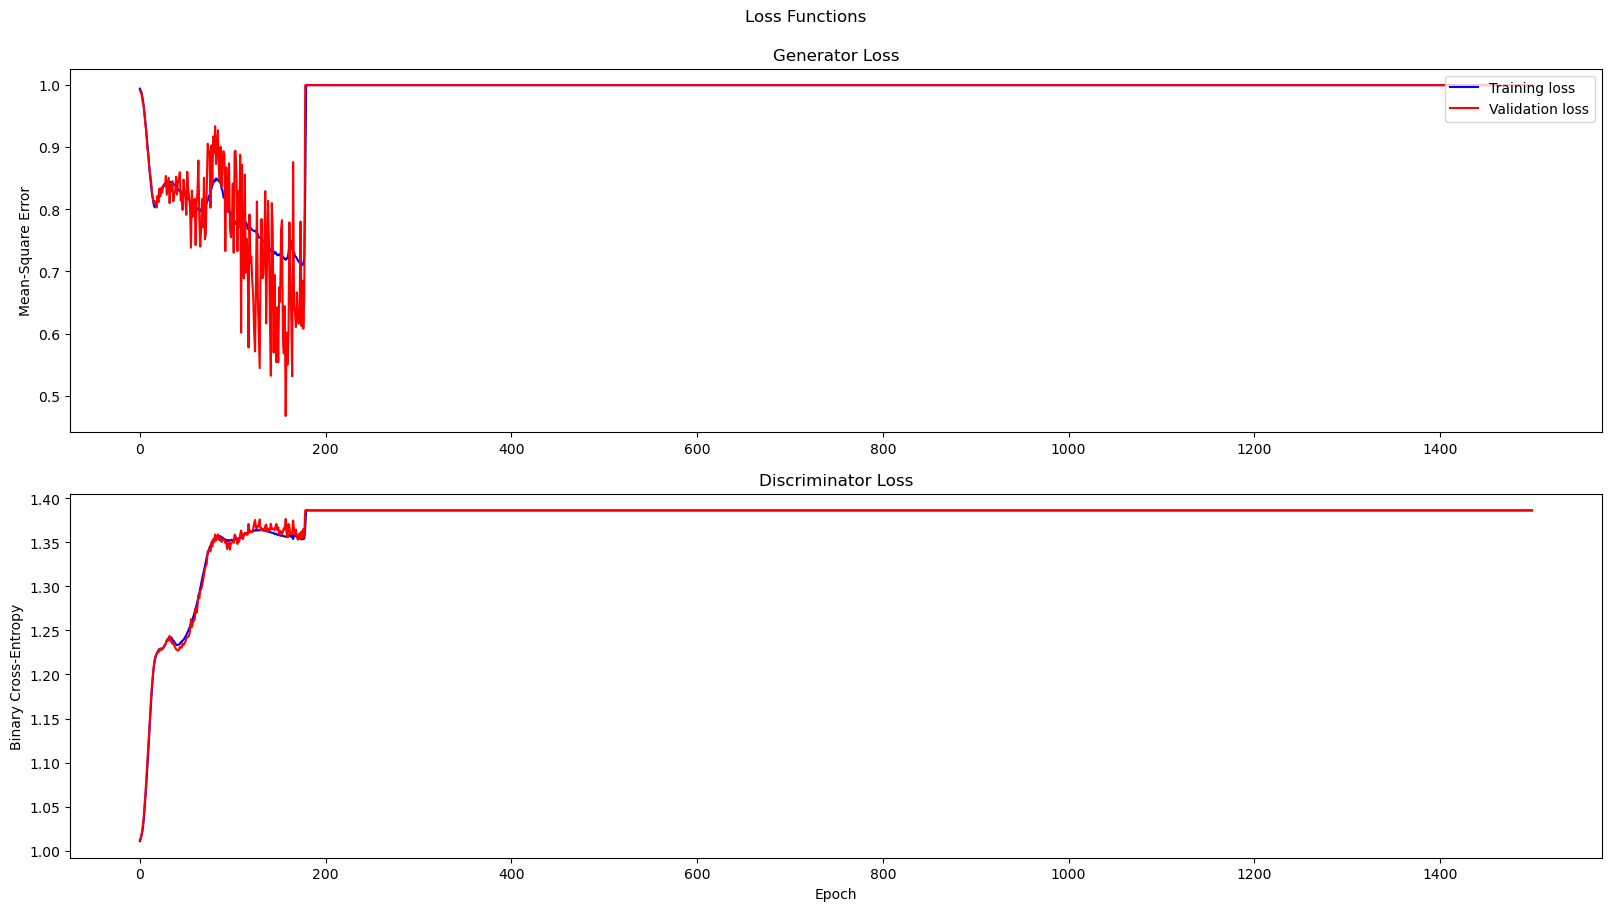 Loss Functions
Generator Loss
Mean-Square Error
1.0
0.9
0.8
0.7
0.6
0.5
Training loss
Validation loss
0 200 400 600 800 1000 1200 1400
Discriminator Loss
Binary Cross-Entropy
1.40
1.35
1.30
1.25
1.20
1.15
1.10
1.05
1.00
0 200 400 600 800 1000 1200 1400
Epoch